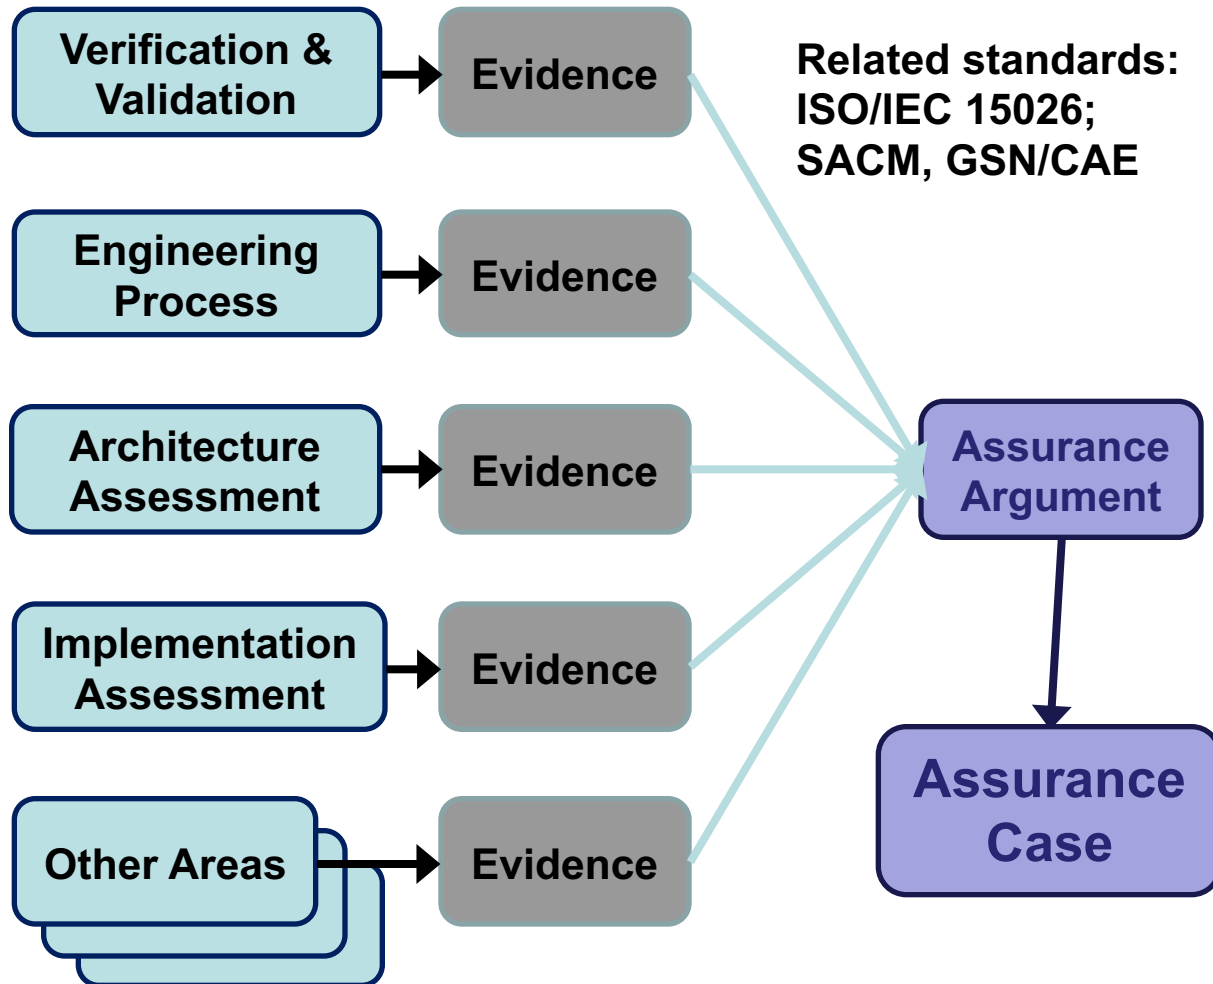 Verification &
Validation
Evidence
Related standards:
ISO/IEC 15026;
SACM, GSN/CAE
Engineering
Process
Evidence
Architecture
Assessment
Evidence
Assurance
Argument
Implementation
Assessment
Evidence
Assurance
Case
Other Areas
Evidence